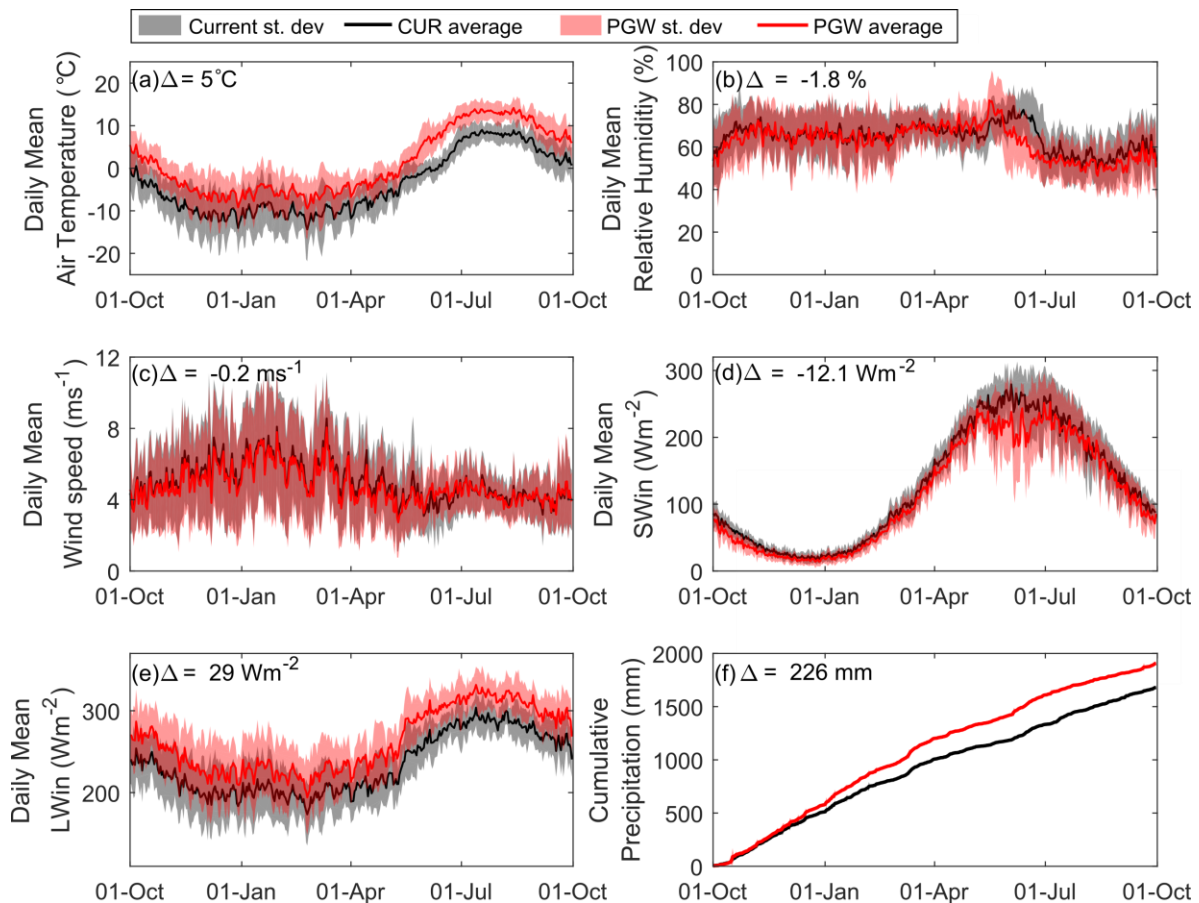 Current st. dev CUR average PGW st. dev PGW average
(a) Δ = 5°C
Daily Mean
Air Temperature (°C)
20
10
0
-10
-20
01-Oct 01-Jan 01-Apr 01-Jul 01-Oct
(b) Δ = -1.8 %
Daily Mean
Relative Humiditiy (%)
100
80
60
40
20
0
01-Oct 01-Jan 01-Apr 01-Jul 01-Oct
(c) Δ = -0.2 ms⁻¹
Daily Mean
Wind speed (ms⁻¹)
12
8
4
0
01-Oct 01-Jan 01-Apr 01-Jul 01-Oct
(d) Δ = -12.1 Wm⁻²
Daily Mean
SWin (Wm⁻²)
300
200
100
0
01-Oct 01-Jan 01-Apr 01-Jul 01-Oct
(e) Δ = 29 Wm⁻²
Daily Mean
LWin (Wm⁻²)
300
200
01-Oct 01-Jan 01-Apr 01-Jul 01-Oct
(f) Δ = 226 mm
Cumulative
Precipitation (mm)
2000
1500
1000
500
0
01-Oct 01-Jan 01-Apr 01-Jul 01-Oct